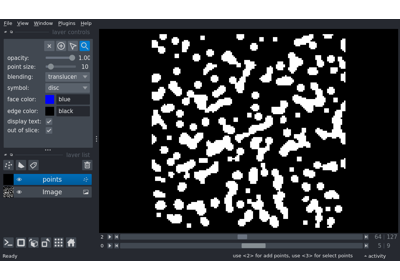 File View Window Plugins Help
layer controls
opacity: 1.00
point size: 10
blending: translucen
symbol: disc
face color: blue
edge color: black
display text:
out of slice:
layer list
points
Image
2 64 127
0 5 9
Ready use <2> for add points, use <3> for select points activity